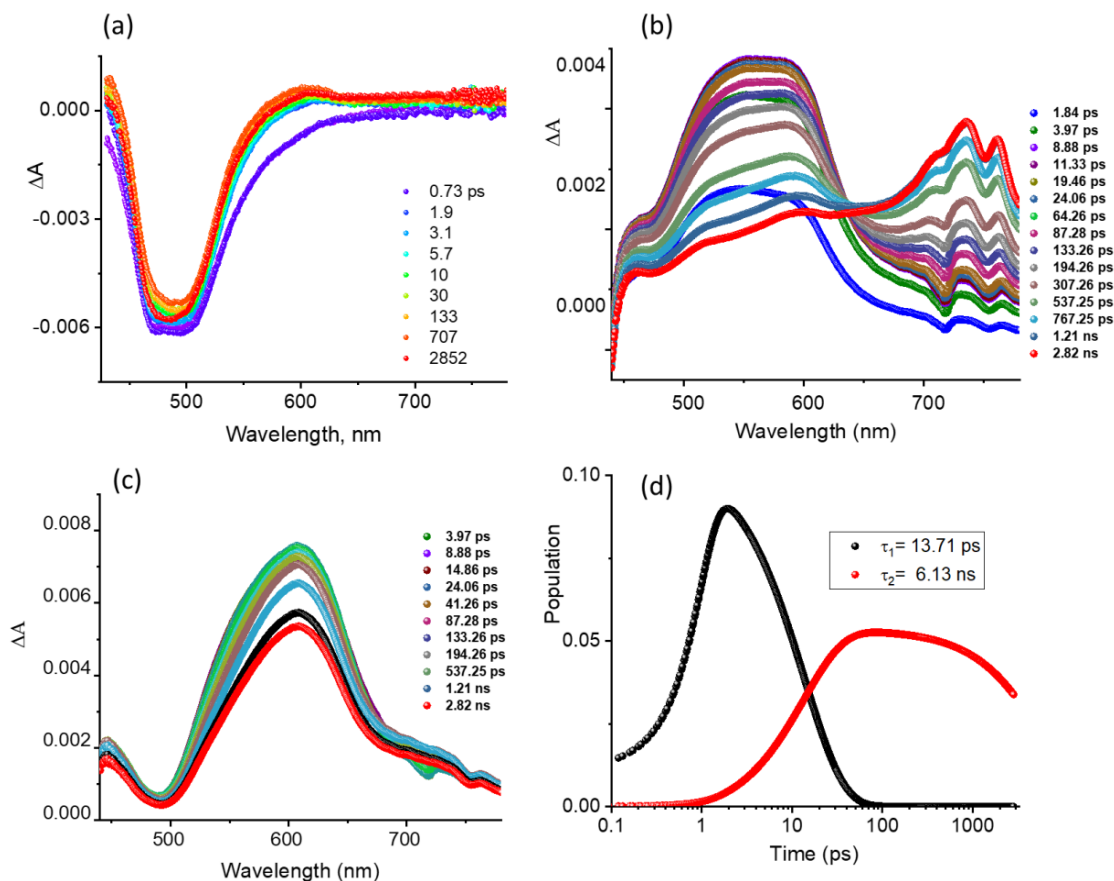 (a)
0.000
-0.003
-0.006
ΔA
500
600
700
Wavelength, nm
0.73 ps
1.9
3.1
5.7
10
30
133
707
2852
(b)
0.004
0.002
0.000
ΔA
500
600
700
Wavelength (nm)
1.84 ps
3.97 ps
8.88 ps
11.33 ps
19.46 ps
24.06 ps
64.26 ps
87.28 ps
133.26 ps
194.26 ps
307.26 ps
537.25 ps
767.25 ps
1.21 ns
2.82 ns
(c)
0.008
0.006
0.004
0.002
0.000
ΔA
500
600
700
Wavelength (nm)
3.97 ps
8.88 ps
14.86 ps
24.06 ps
41.26 ps
87.28 ps
133.26 ps
194.26 ps
537.25 ps
1.21 ns
2.82 ns
(d)
0.10
0.05
0.00
Population
0.1
1
10
100
1000
Time (ps)
τ1= 13.71 ps
τ2= 6.13 ns